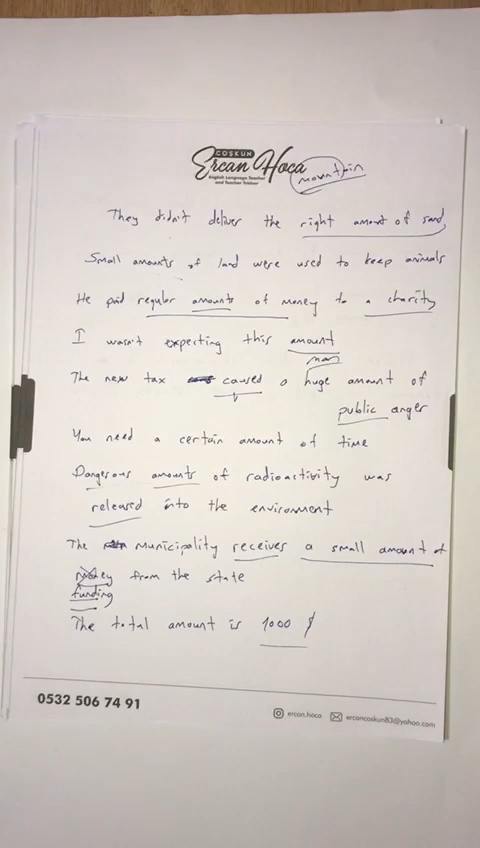 COSKUN
Ercan Hoca
English Language Teacher
and Teacher Trainer
mountain
They didn't deliver the right amount of sand
Small amounts of land were used to keep animals
He paid regular amounts of money to a charity
I wasn't expecting this amount
The new tax caused a huge amount of
public anger
You need a certain amount of time
Dangerous amounts of radioactivity was
released into the environment
The Municipality receives a small amount of
money from the state
funding
The total amount is 1000 $
0532 506 74 91
ercan.hoca
ercancoskun83@yahoo.com